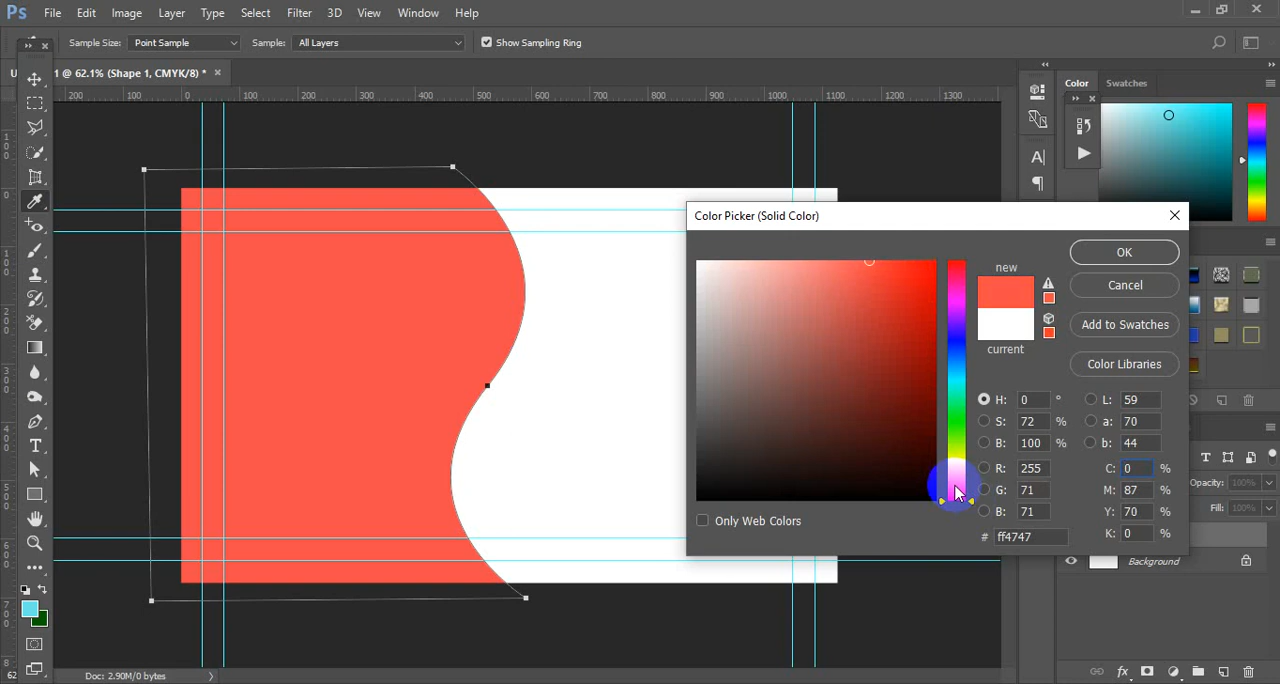 Ps File Edit Image Layer Type Select Filter 3D View Window Help
Sample Size: Point Sample Sample: All Layers Show Sampling Ring
1 @ 62.1% (Shape 1, CMYK/8) * ×
Color Swatches
200 100 0 100 200 300 400 500 600 700 800 900 1000 1100 1200 1300
Color Picker (Solid Color)
new
current
OK
Cancel
Add to Swatches
Color Libraries
H: 0 ° L: 59
S: 72 % a: 70
B: 100 % b: 44
R: 255 C: 0 %
G: 71 M: 87 %
B: 71 Y: 70 %
# ff4747 K: 0 %
Only Web Colors
Opacity: 100%
Fill: 100%
Background
62
Doc: 2.90M/0 bytes